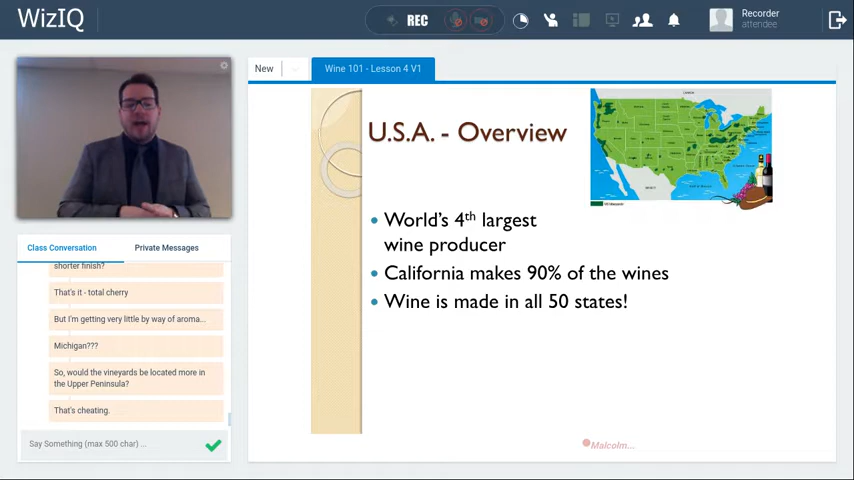 WizIQ
REC
Recorder
attendee
New
Wine 101 - Lesson 4 V1
U.S.A. - Overview
World's 4th largest
wine producer
California makes 90% of the wines
Wine is made in all 50 states!
Malcolm...
Class Conversation
Private Messages
shorter finish?
That's it - total cherry
But I'm getting very little by way of aroma...
Michigan???
So, would the vineyards be located more in
the Upper Peninsula?
That's cheating.
Say Something (max 500 char) ...